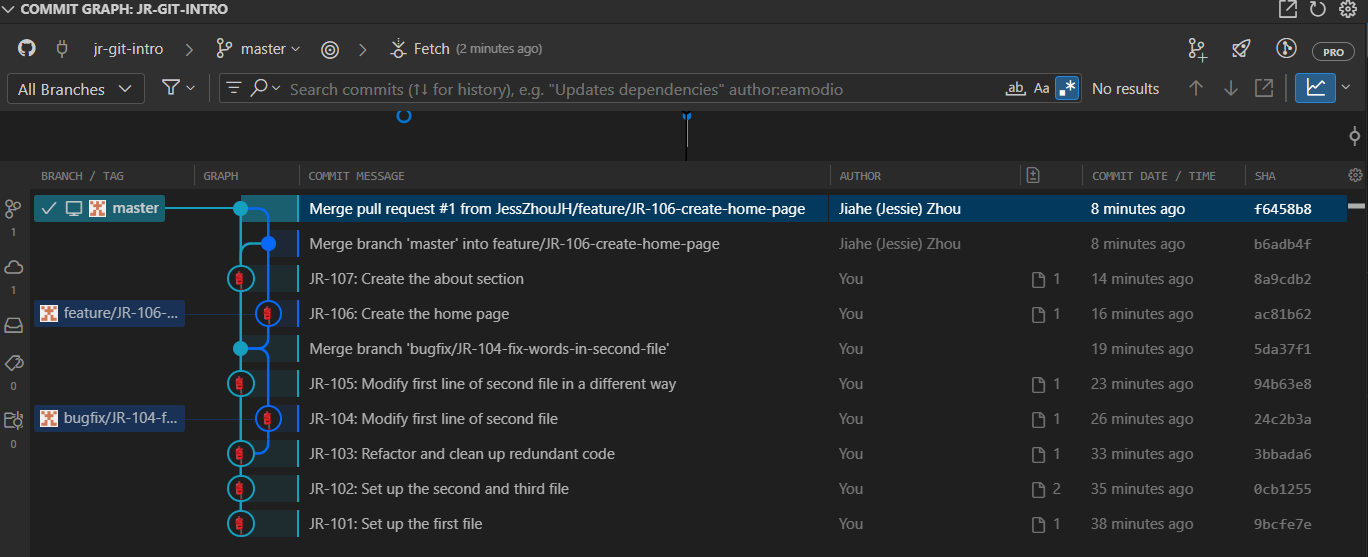 COMMIT GRAPH: JR-GIT-INTRO
jr-git-intro > master > Fetch (2 minutes ago) PRO
All Branches Search commits (↑↓ for history), e.g. "Updates dependencies" author:eamodio ab Aa .* No results
BRANCH / TAG GRAPH COMMIT MESSAGE AUTHOR COMMIT DATE / TIME SHA
master Merge pull request #1 from JessZhouJH/feature/JR-106-create-home-page Jiahe (Jessie) Zhou 8 minutes ago f6458b8
1 Merge branch 'master' into feature/JR-106-create-home-page Jiahe (Jessie) Zhou 8 minutes ago b6adb4f
JR-107: Create the about section You 1 14 minutes ago 8a9cdb2
1 feature/JR-106-... JR-106: Create the home page You 1 16 minutes ago ac81b62
Merge branch 'bugfix/JR-104-fix-words-in-second-file' You 19 minutes ago 5da37f1
0 JR-105: Modify first line of second file in a different way You 1 23 minutes ago 94b63e8
bugfix/JR-104-f... JR-104: Modify first line of second file You 1 26 minutes ago 24c2b3a
0 JR-103: Refactor and clean up redundant code You 1 33 minutes ago 3bbada6
JR-102: Set up the second and third file You 2 35 minutes ago 0cb1255
JR-101: Set up the first file You 1 38 minutes ago 9bcfe7e